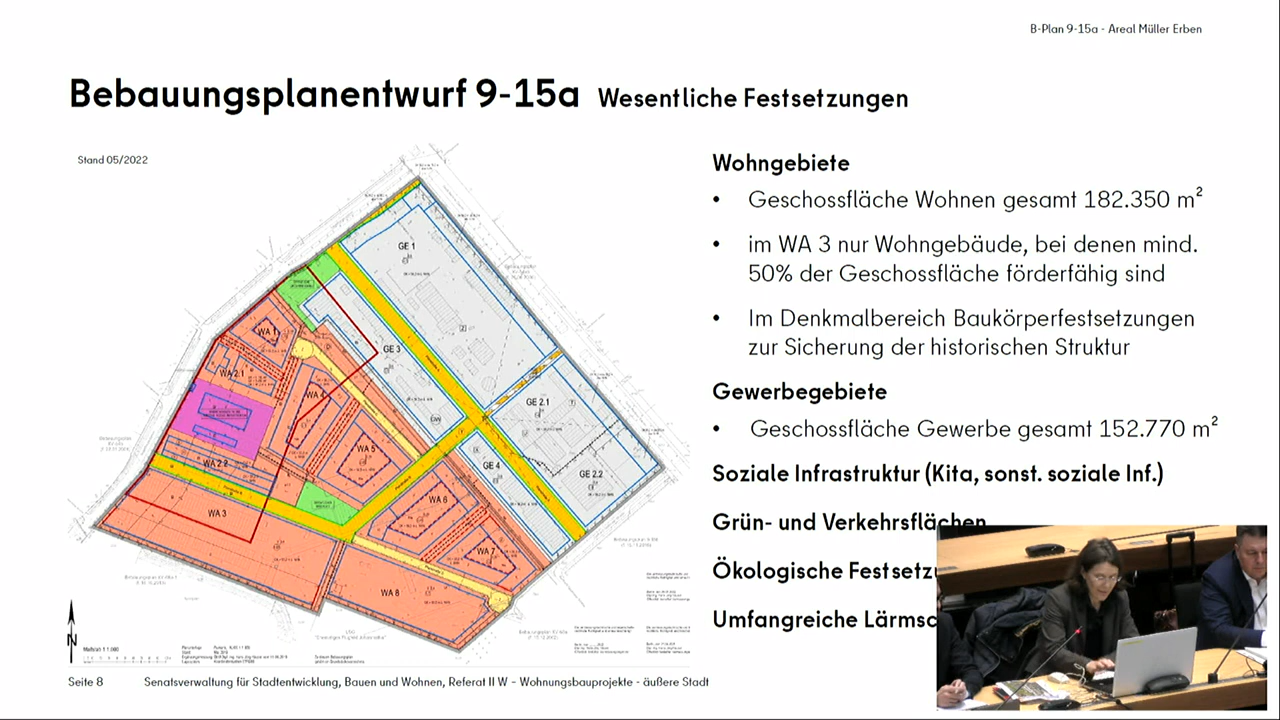 B-Plan 9-15a - Areal Müller Erben
Bebauungsplanentwurf 9-15a Wesentliche Festsetzungen
Stand 05/2022
Wohngebiete
• Geschossfläche Wohnen gesamt 182.350 m²
• im WA 3 nur Wohngebäude, bei denen mind.
50% der Geschossfläche förderfähig sind
• Im Denkmalbereich Baukörperfestsetzungen
zur Sicherung der historischen Struktur
Gewerbegebiete
• Geschossfläche Gewerbe gesamt 152.770 m²
Soziale Infrastruktur (Kita, sonst. soziale Inf.)
Grün- und Verkehrsflächen
Ökologische Festsetz
Umfangreiche Lärmsc
GE 1
GE 3
GE 2.1
GE 4
GE 2.2
WA 1
WA 2.1
WA 4
WA 5
WA 2.2
WA 3
WA 6
WA 7
WA 8
N
Maßstab 1:1.000
Seite 8 Senatsverwaltung für Stadtentwicklung, Bauen und Wohnen, Referat II W – Wohnungsbauprojekte - äußere Stadt